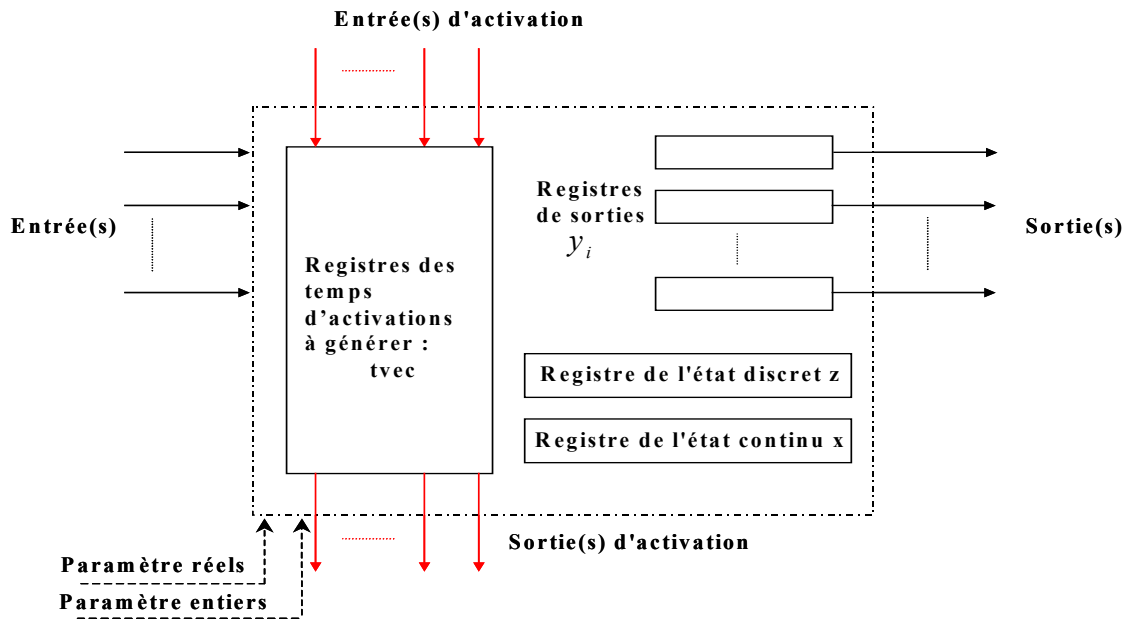 Entrée(s) d'activation
Entrée(s)
Registres des
temps
d’activations
à générer :
tvec
Registres
de sorties
y_i
Sortie(s)
Registre de l'état discret z
Registre de l'état continu x
Sortie(s) d'activation
Paramètre réels
Paramètre entiers